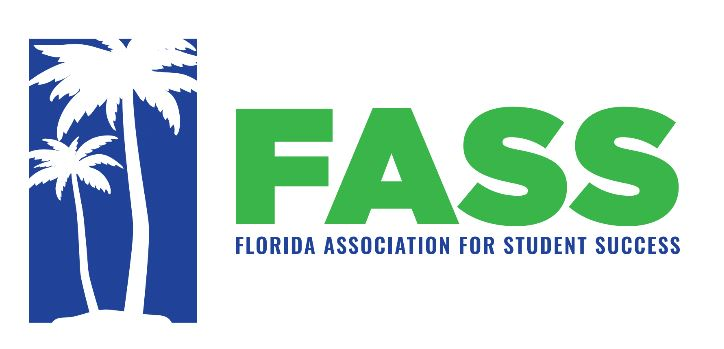 FASS
FLORIDA ASSOCIATION FOR STUDENT SUCCESS